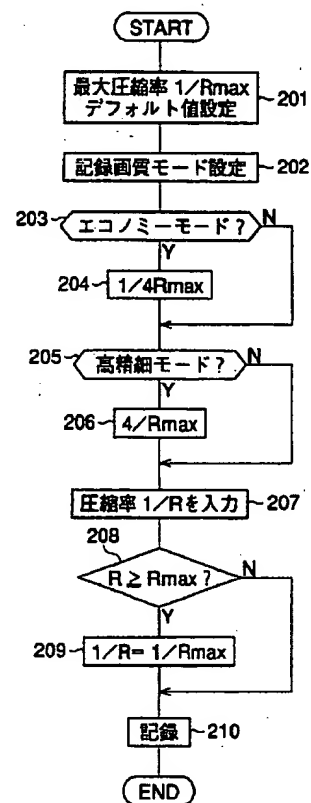 START
最大圧縮率 1/Rmax
デフォルト値設定
201
記録画質モード設定
202
203
エコノミーモード?
N
Y
204
1/4Rmax
205
高精細モード?
N
Y
206
4/Rmax
圧縮率 1/Rを入力
207
208
R≧Rmax?
N
Y
209
1/R=1/Rmax
記録
210
END